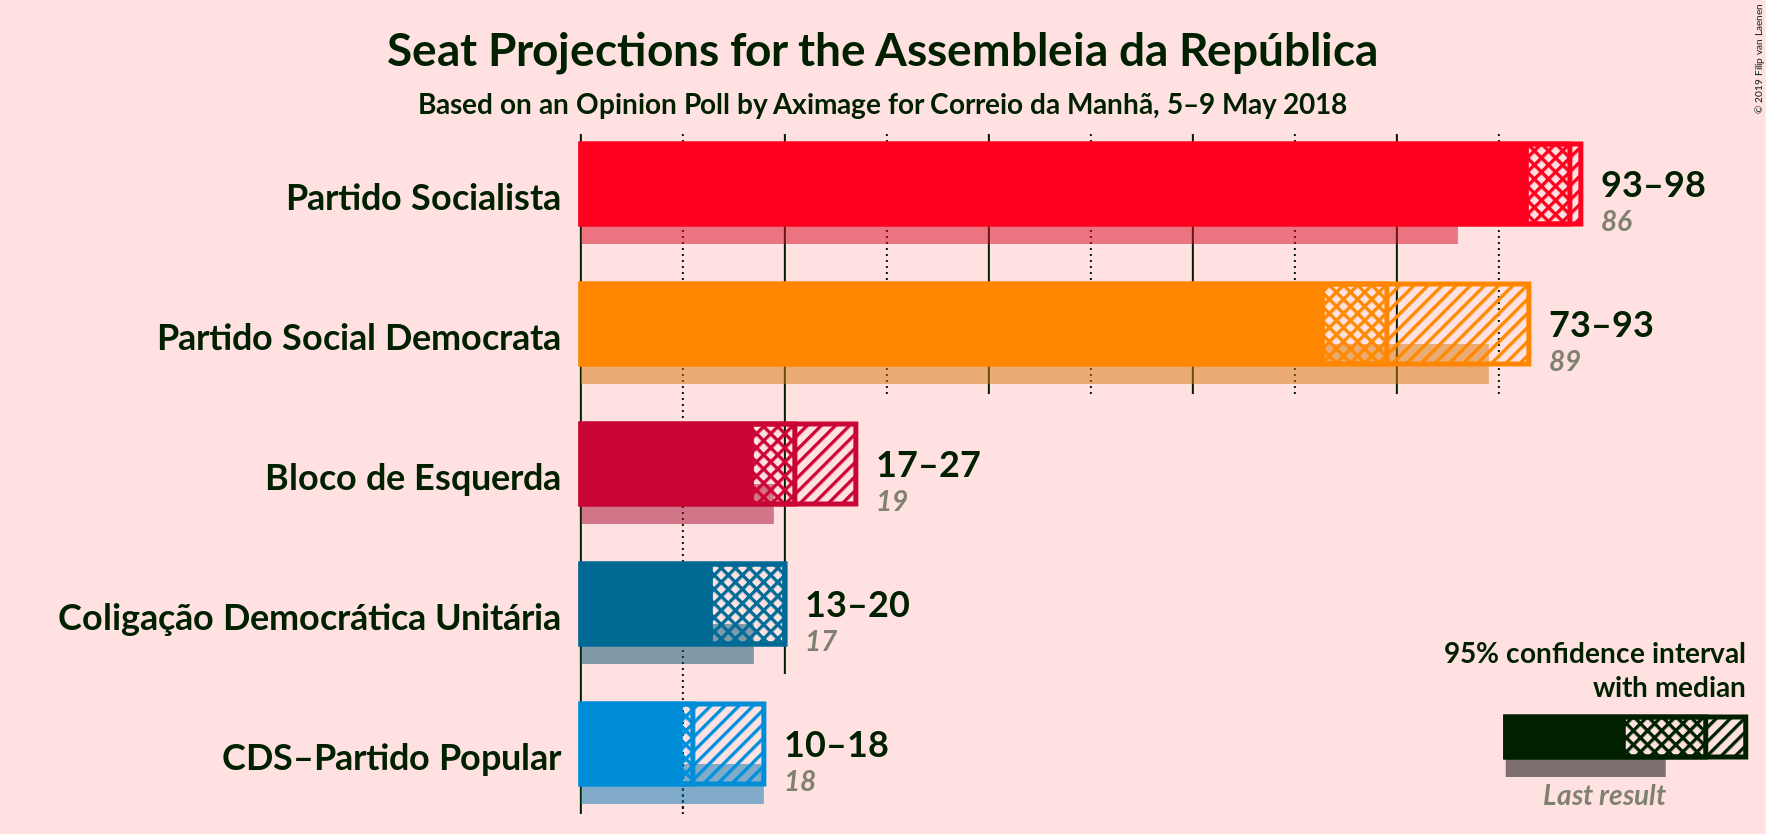 Seat Projections for the Assembleia da República
Based on an Opinion Poll by Aximage for Correio da Manhã, 5–9 May 2018
© 2019 Filip van Laenen
Partido Socialista
93–98
86
Partido Social Democrata
73–93
89
Bloco de Esquerda
17–27
19
Coligação Democrática Unitária
13–20
17
CDS–Partido Popular
10–18
18
95% confidence interval
with median
Last result